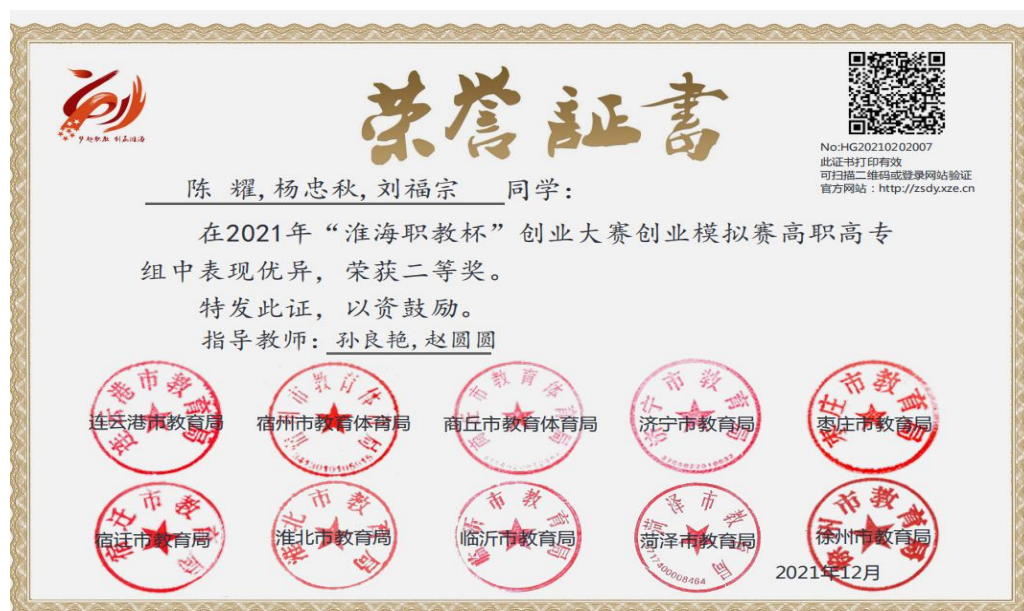 荣誉証書
梦起职教 创赢淮海
No:HG20210202007
此证书打印有效
可扫描二维码或登录网站验证
官方网站：http://zsdy.xze.cn
陈 耀,杨忠秋,刘福宗 同学：
在2021年“淮海职教杯”创业大赛创业模拟赛高职高专
组中表现优异，荣获二等奖。
特发此证，以资鼓励。
指导教师：孙良艳,赵圆圆
连云港市教育局
宿州市教育体育局
商丘市教育体育局
济宁市教育局
枣庄市教育局
宿迁市教育局
淮北市教育局
临沂市教育局
菏泽市教育局
徐州市教育局
2021年12月